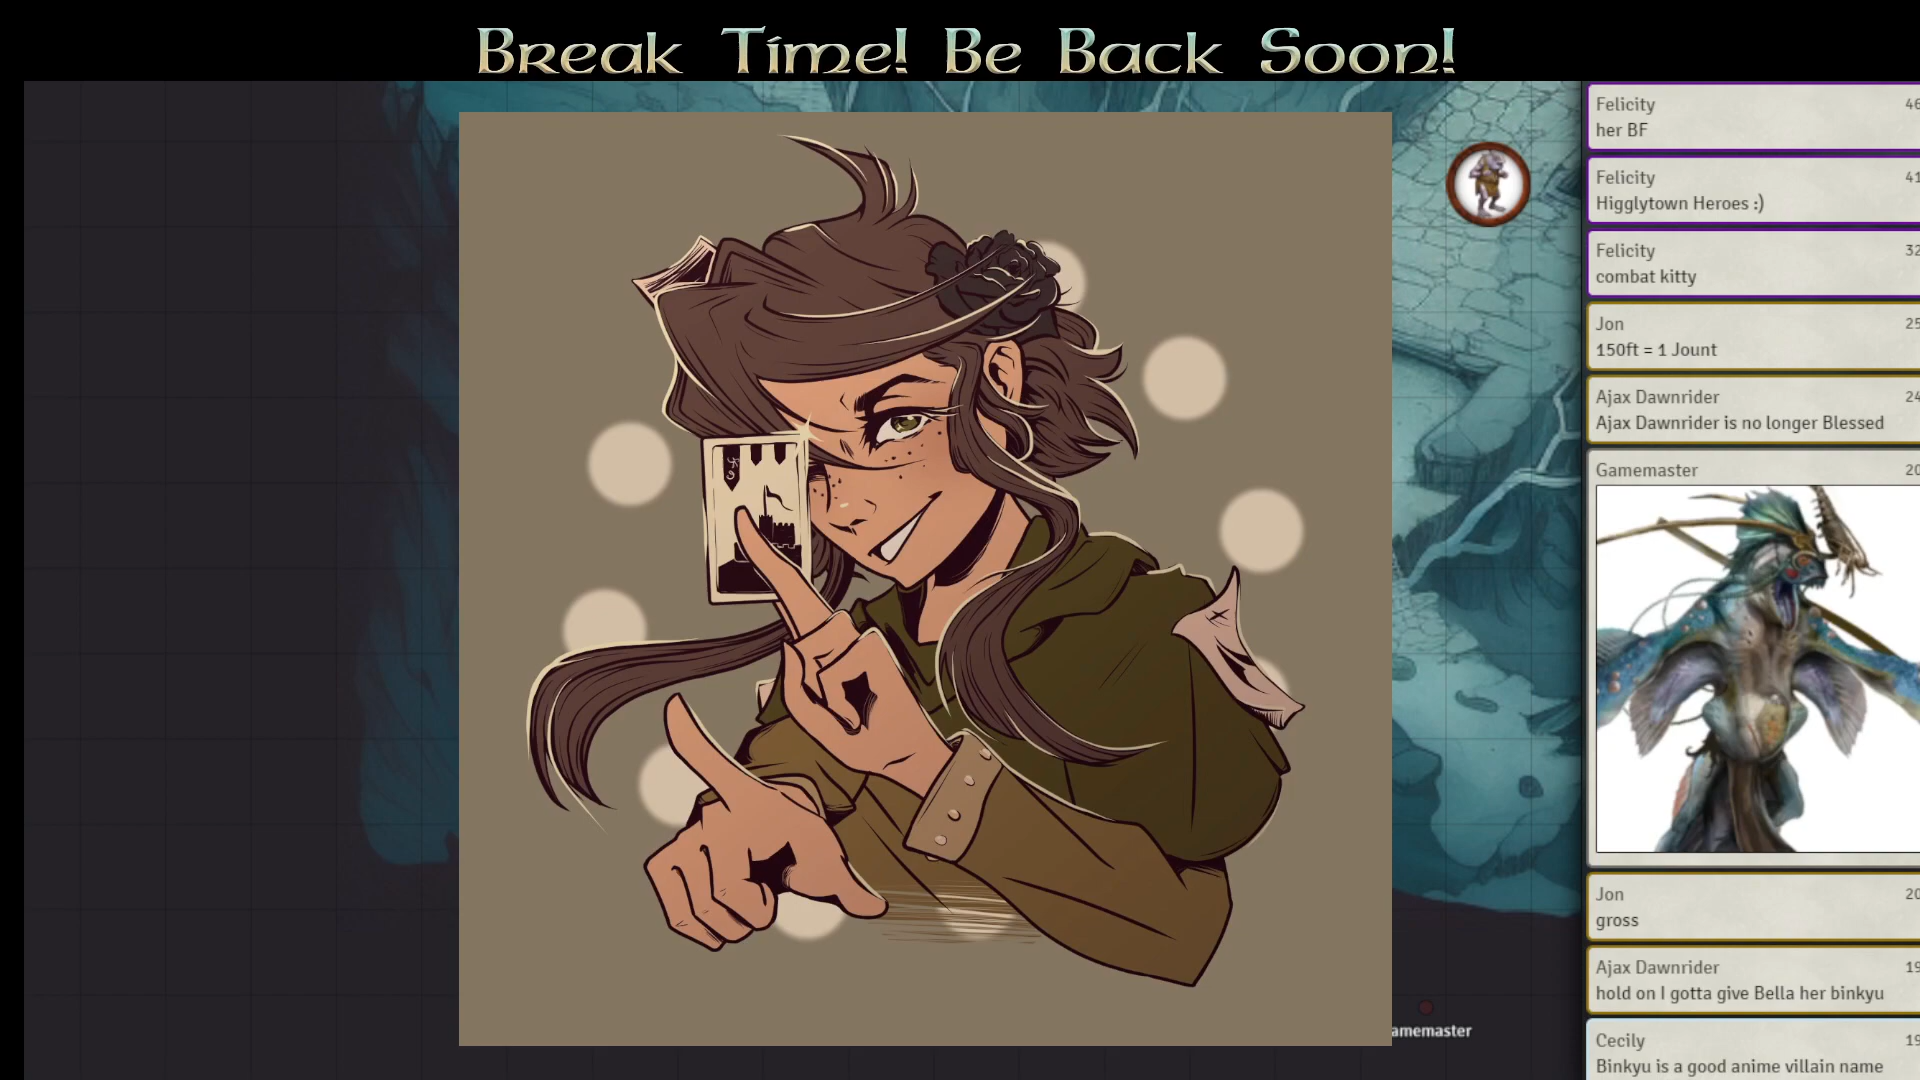 Break Time! Be Back Soon!
Felicity
her BF
Felicity
Higglytown Heroes :)
Felicity
combat kitty
Jon
150ft = 1 Jount
Ajax Dawnrider
Ajax Dawnrider is no longer Blessed
Gamemaster
Jon
gross
Ajax Dawnrider
hold on I gotta give Bella her binkyu
amemaster
Cecily
Binkyu is a good anime villain name